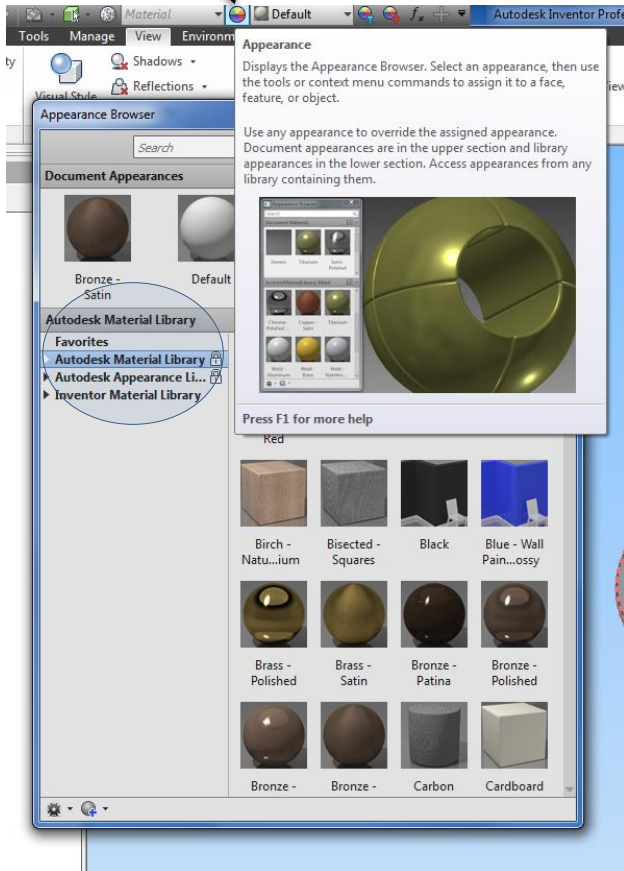 Material
Default
Autodesk Inventor Profe
Tools Manage View Environm
Appearance
Displays the Appearance Browser. Select an appearance, then use
the tools or context menu commands to assign it to a face,
feature, or object.
Use any appearance to override the assigned appearance.
Document appearances are in the upper section and library
appearances in the lower section. Access appearances from any
library containing them.
Press F1 for more help
ty
Shadows
Reflections
Visual Style
iew
Appearance Browser
Search
Document Appearances
Bronze -
Satin
Default
Autodesk Material Library
Favorites
Autodesk Material Library
Autodesk Appearance Li...
Inventor Material Library
Red
Birch -
Natu...ium
Bisected -
Squares
Black
Blue - Wall
Pain...ossy
Brass -
Polished
Brass -
Satin
Bronze -
Patina
Bronze -
Polished
Bronze -
Bronze -
Carbon
Cardboard